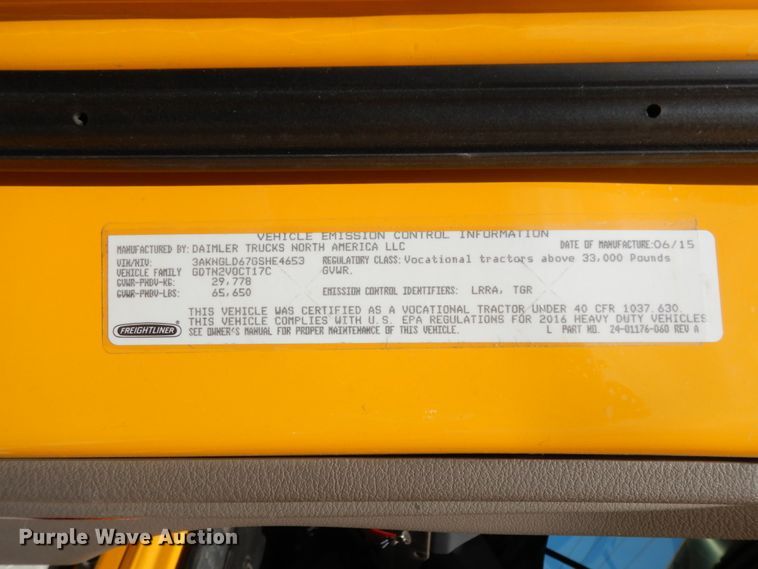 VEHICLE EMISSION CONTROL INFORMATION
MANUFACTURED BY: DAIMLER TRUCKS NORTH AMERICA LLC DATE OF MANUFACTURE: 06/15
VIN/NIV: 3AKNGLD67GSHE4653 REGULATORY CLASS: Vocational tractors above 33,000 Pounds
VEHICLE FAMILY GDTN2VOCT17C GVWR.
GVWR-PNDV-KG: 29,778
GVWR-PNDV-LBS: 65,650 EMISSION CONTROL IDENTIFIERS: LRRA, TGR
THIS WAS CERTIFIED AS A VOCATIONAL TRACTOR UNDER 40 CFR 1037.630.
THIS VEHICLE COMPLIES WITH U.S. EPA REGULATIONS FOR 2016 HEAVY DUTY VEHICLES
FREIGHTLINER SEE OWNER'S MANUAL FOR PROPER MAINTENANCE OF THIS VEHICLE. L PART NO. 24-01176-060 REV A
Purple Wave Auction